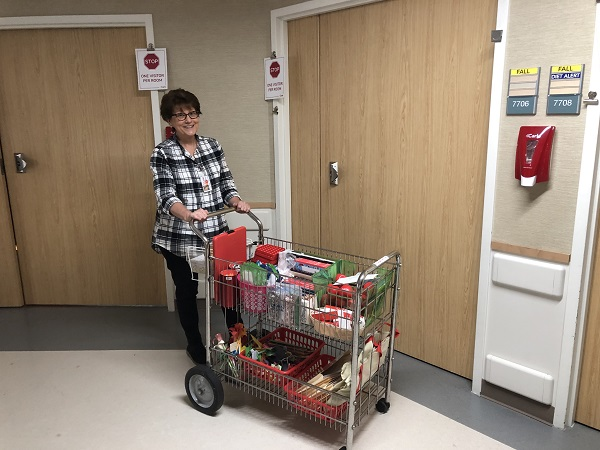 STOP
ONE VISITOR
PER ROOM
STOP
ONE VISITOR
PER ROOM
FALL
7706
FALL
DIET ALERT
7708